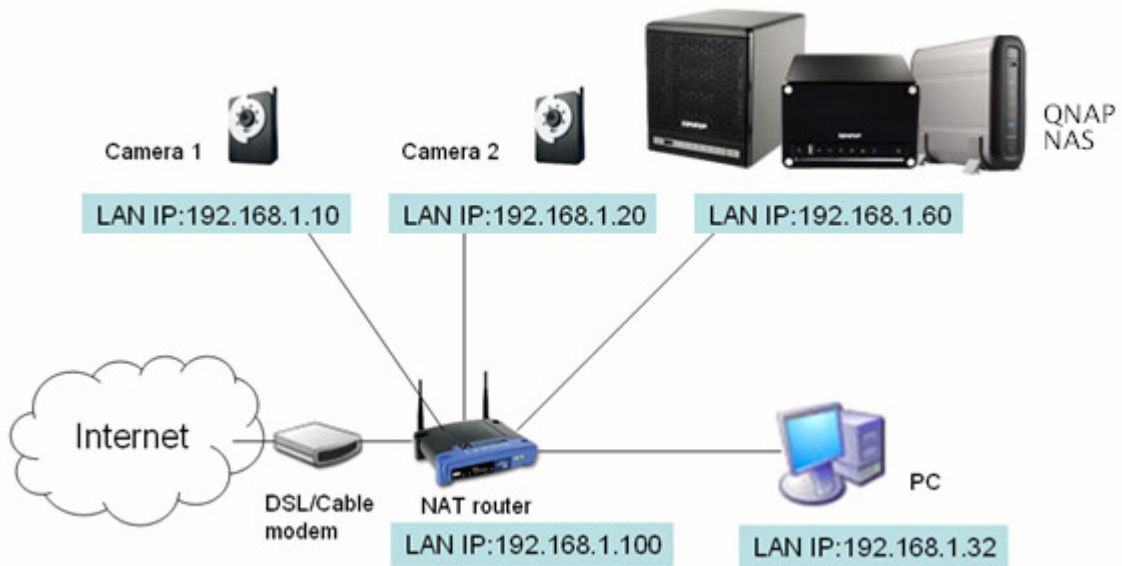 QNAP
NAS
Camera 1
Camera 2
QNAP
QNAP
LAN IP:192.168.1.10
LAN IP:192.168.1.20
LAN IP:192.168.1.60
Internet
DSL/Cable
modem
NAT router
PC
LAN IP:192.168.1.100
LAN IP:192.168.1.32